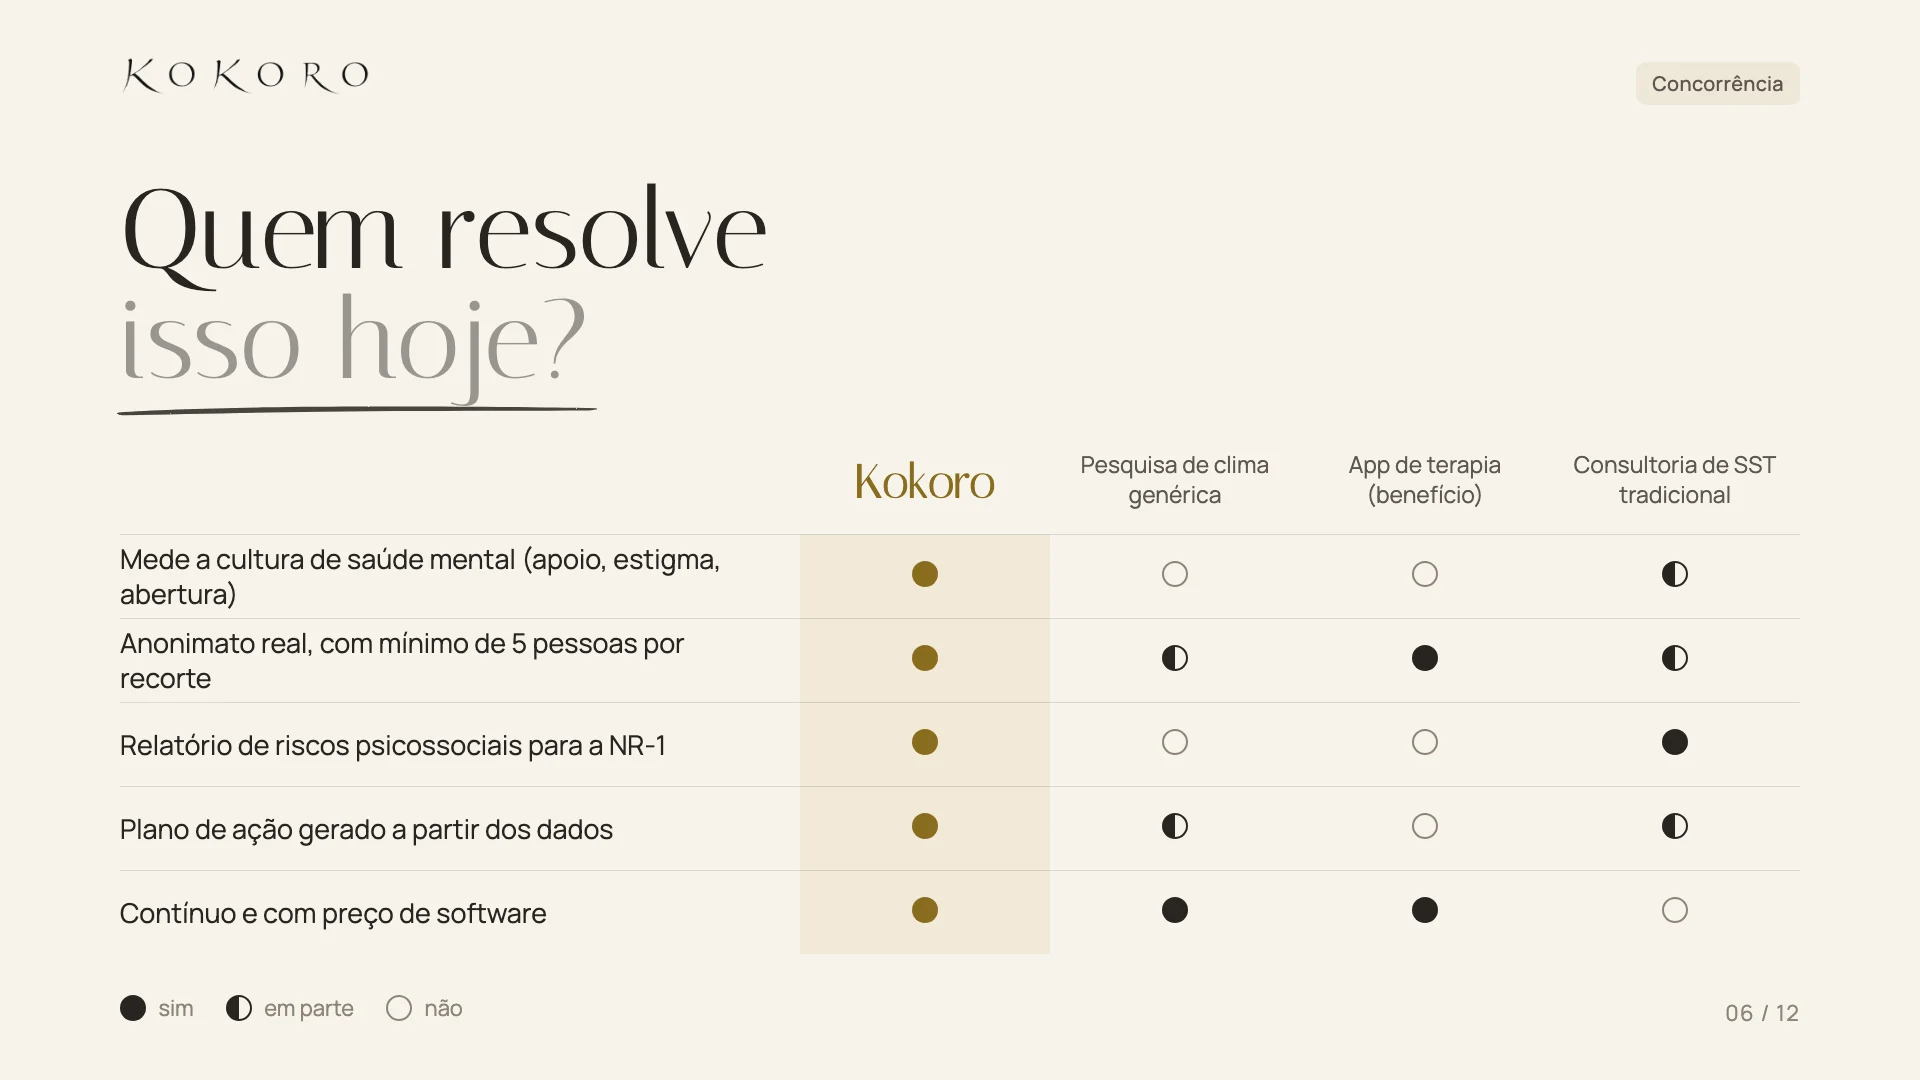 KOKORO
Concorrência
Quem resolve
isso hoje?
Kokoro
Pesquisa de clima
genérica
App de terapia
(benefício)
Consultoria de SST
tradicional
Mede a cultura de saúde mental (apoio, estigma,
abertura)
Anonimato real, com mínimo de 5 pessoas por
recorte
Relatório de riscos psicossociais para a NR-1
Plano de ação gerado a partir dos dados
Contínuo e com preço de software
sim
em parte
não
06 / 12